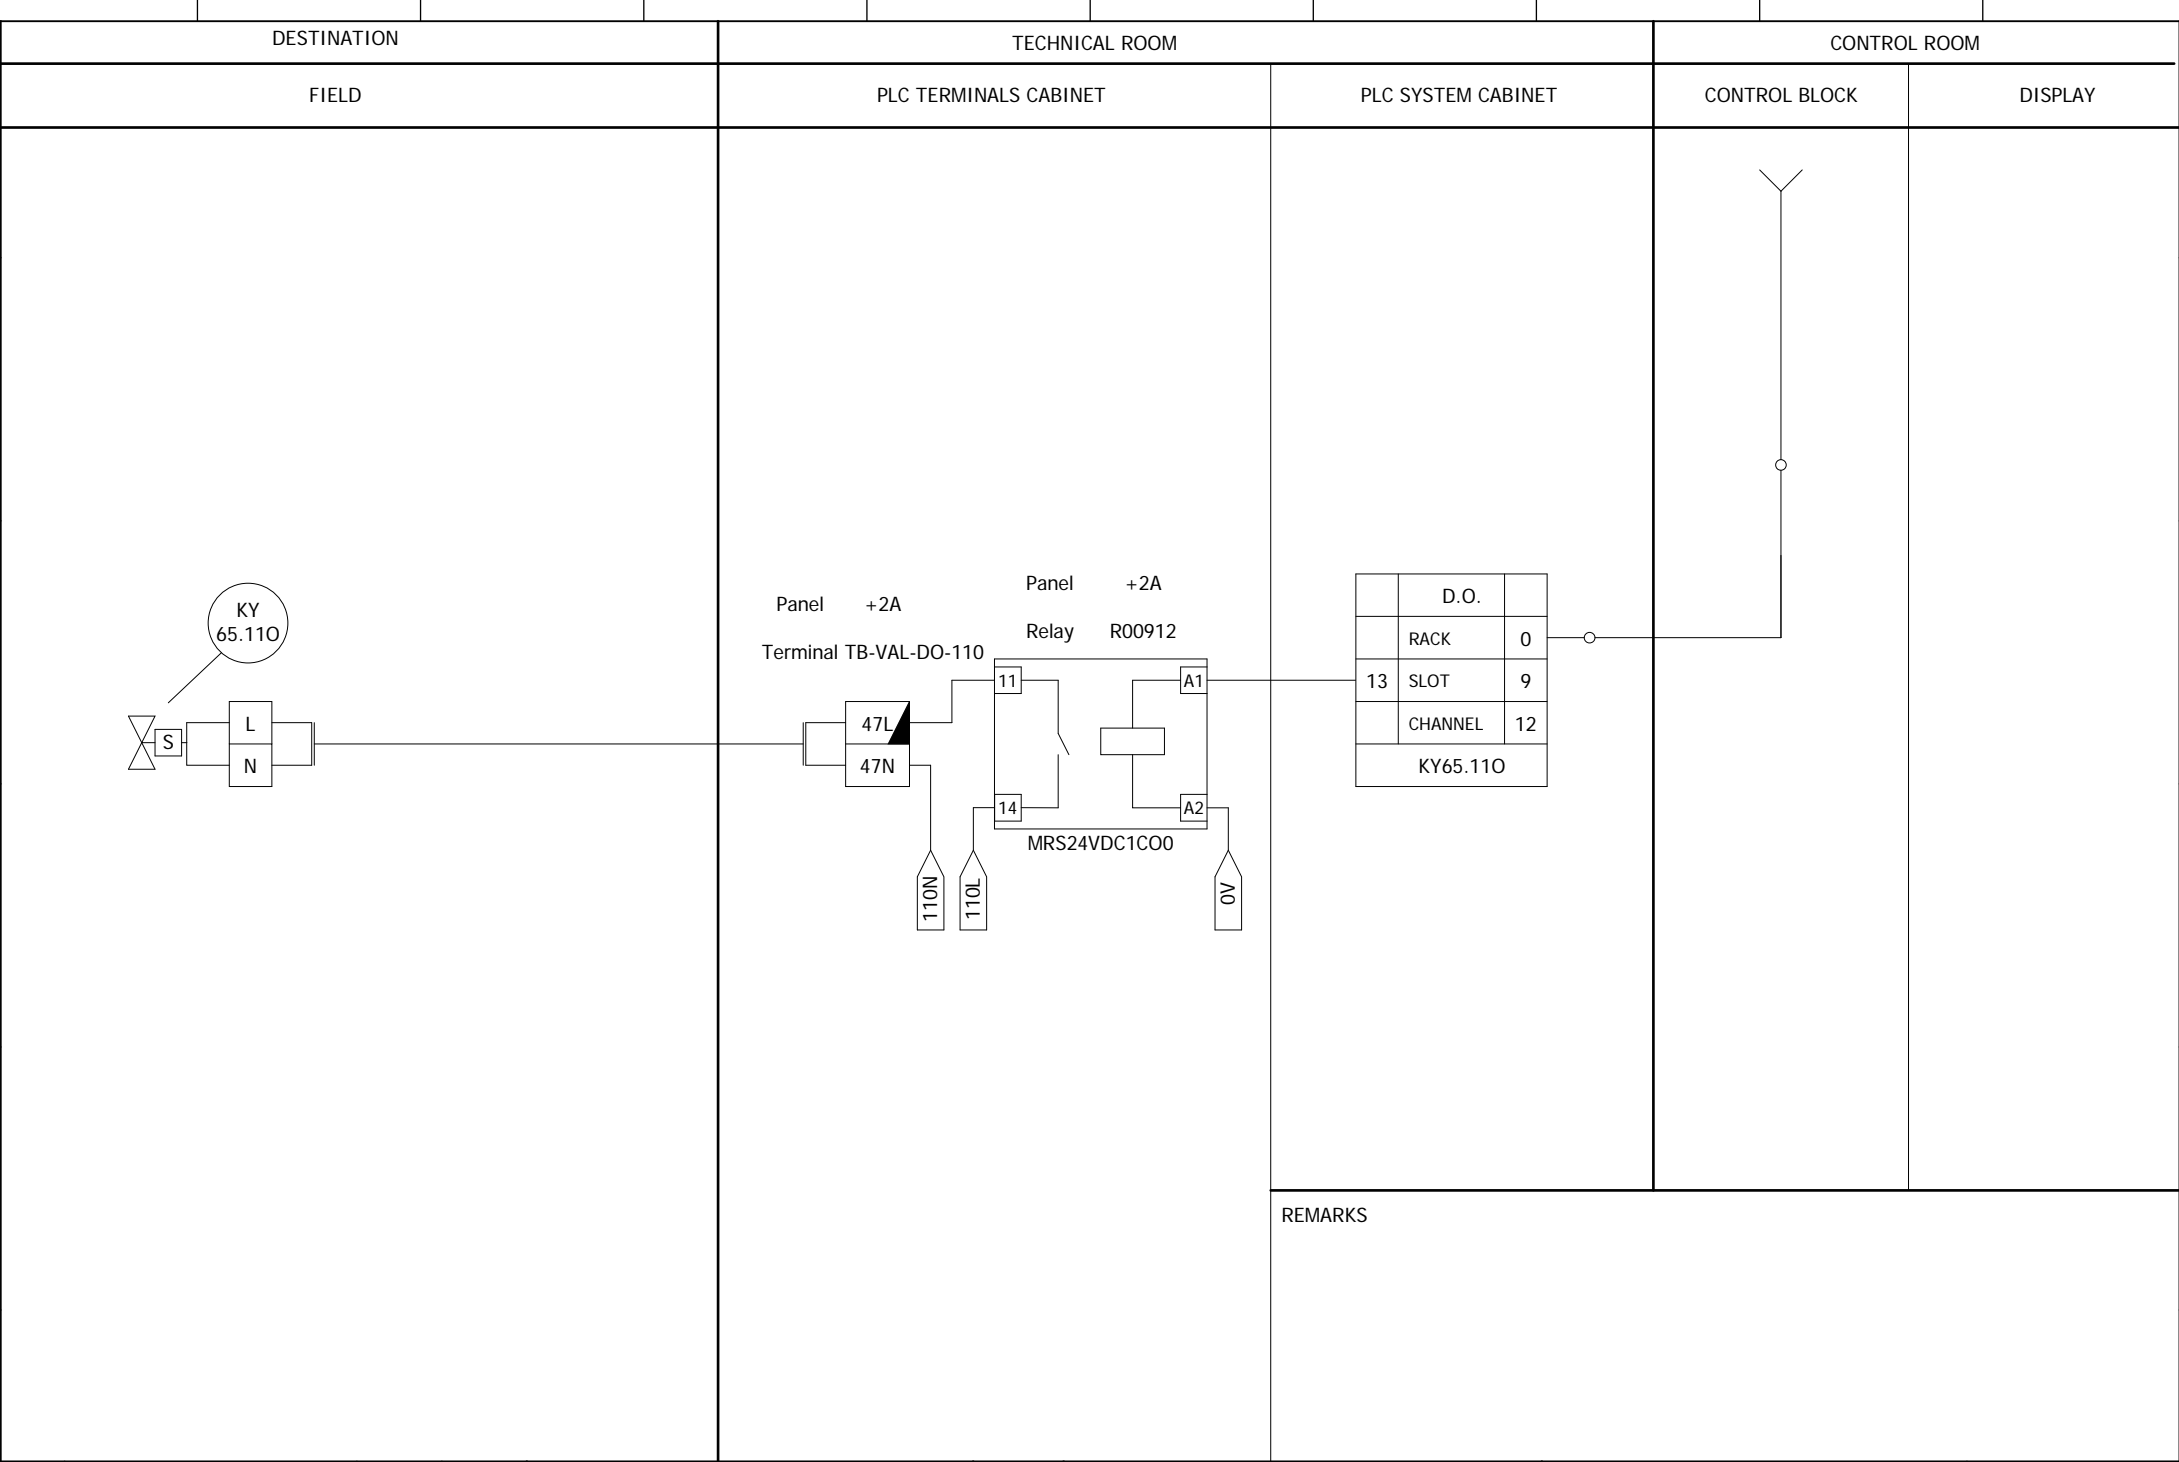 DESTINATION
TECHNICAL ROOM
CONTROL ROOM
FIELD
PLC TERMINALS CABINET
PLC SYSTEM CABINET
CONTROL BLOCK
DISPLAY
KY
65.11O
S
L
N
Panel +2A
Terminal TB-VAL-DO-110
47L
47N
110N
110L
Panel +2A
Relay R00912
11
14
A1
A2
MRS24VDC1CO0
0V
D.O.
RACK 0
13 SLOT 9
CHANNEL 12
KY65.11O
REMARKS